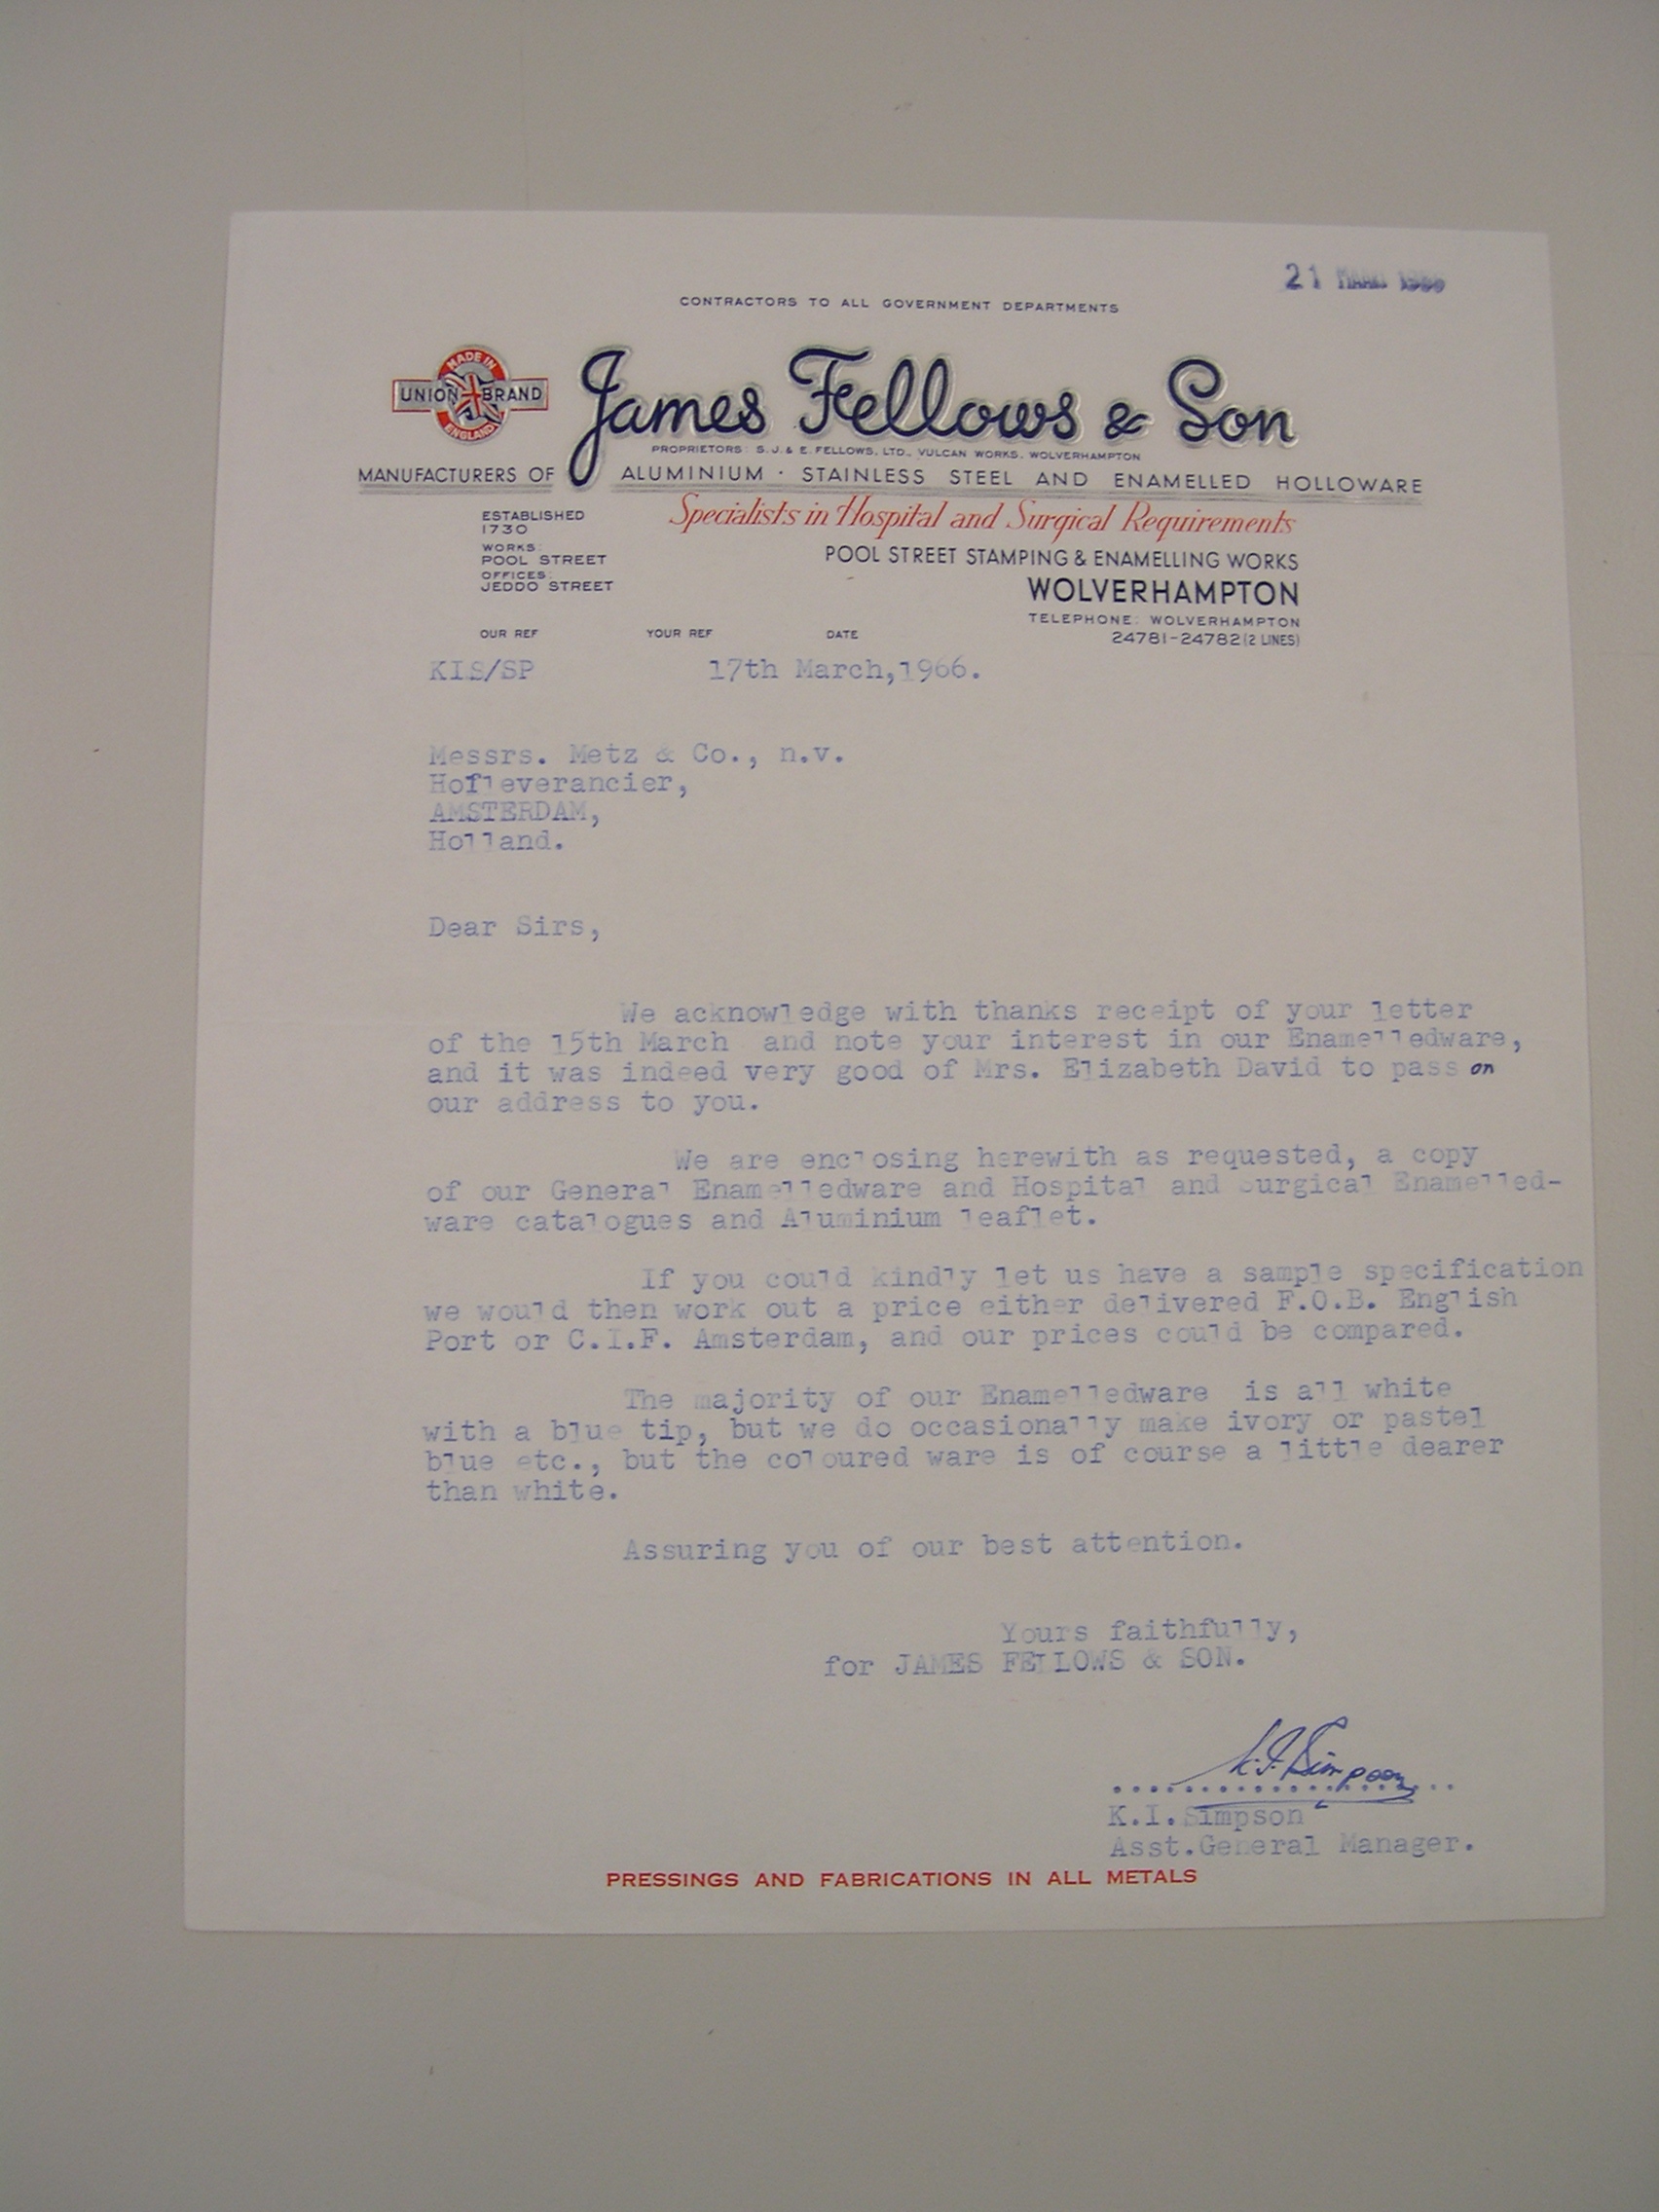 21 MAART 1966
CONTRACTORS TO ALL GOVERNMENT DEPARTMENTS
MADE IN
UNION BRAND
ENGLAND
James Fellows & Son
PROPRIETORS: S. J. & E. FELLOWS, LTD., VULCAN WORKS, WOLVERHAMPTON
MANUFACTURERS OF ALUMINIUM · STAINLESS STEEL AND ENAMELLED HOLLOWARE
Specialists in Hospital and Surgical Requirements
ESTABLISHED
1730
WORKS:
POOL STREET
OFFICES:
JEDDO STREET
POOL STREET STAMPING & ENAMELLING WORKS
WOLVERHAMPTON
TELEPHONE: WOLVERHAMPTON
24781-24782 (2 LINES)
OUR REF YOUR REF DATE
KIS/SP 17th March,1966.
Messrs. Metz & Co., n.v.
Hofleverancier,
AMSTERDAM,
Holland.
Dear Sirs,
We acknowledge with thanks receipt of your letter
of the 15th March and note your interest in our Enamelledware,
and it was indeed very good of Mrs. Elizabeth David to pass on
our address to you.
We are enclosing herewith as requested, a copy
of our General Enamelledware and Hospital and Surgical Enamelled-
ware catalogues and Aluminium leaflet.
If you could kindly let us have a sample specification
we would then work out a price either delivered F.O.B. English
Port or C.I.F. Amsterdam, and our prices could be compared.
The majority of our Enamelledware is all white
with a blue tip, but we do occasionally make ivory or pastel
blue etc., but the coloured ware is of course a little dearer
than white.
Assuring you of our best attention.
Yours faithfully,
for JAMES FELLOWS & SON.
K.I. Simpson
K.I.Simpson
Asst.General Manager.
PRESSINGS AND FABRICATIONS IN ALL METALS